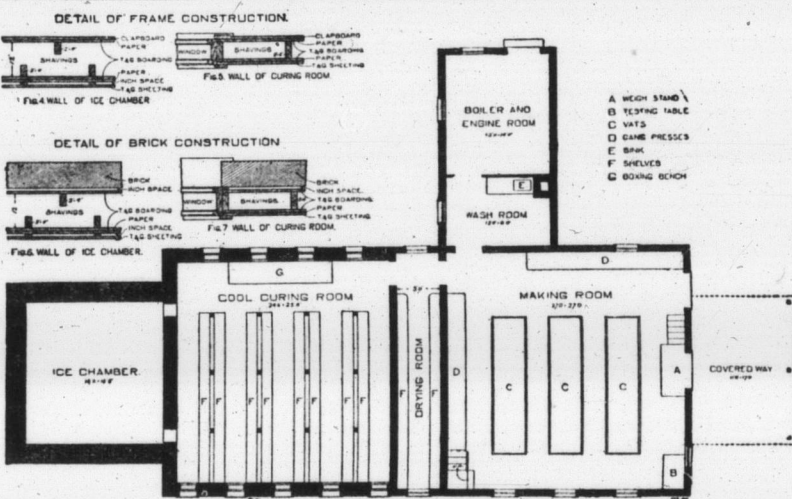 DETAIL OF FRAME CONSTRUCTION.
CLAPBOARD
PAPER
SHAVINGS
T&G BOARDING
PAPER
INCH SPACE
T&G SHEETING
FIG.4 WALL OF ICE CHAMBER
WINDOW
SHAVINGS
CLAPBOARD
PAPER
T&G BOARDING
PAPER
T&G SHEETING
FIG.5. WALL OF CURING ROOM.
DETAIL OF BRICK CONSTRUCTION
BRICK
INCH SPACE
SHAVINGS
T&G BOARDING
PAPER
INCH SPACE
T&G SHEETING
FIG.6. WALL OF ICE CHAMBER.
WINDOW
SHAVINGS
BRICK
INCH SPACE
T&G BOARDING
PAPER
T&G SHEETING
FIG.7 WALL OF CURING ROOM.
A WEIGH STAND
B TESTING TABLE
C VATS
D GANG PRESSES
E SINK
F SHELVES
G BOXING BENCH
BOILER AND
ENGINE ROOM
E
WASH ROOM
G
COOL CURING ROOM
D
MAKING ROOM
ICE CHAMBER
F F F F F F F F
F DRYING ROOM F
D
C C C
A
COVERED WAY
B